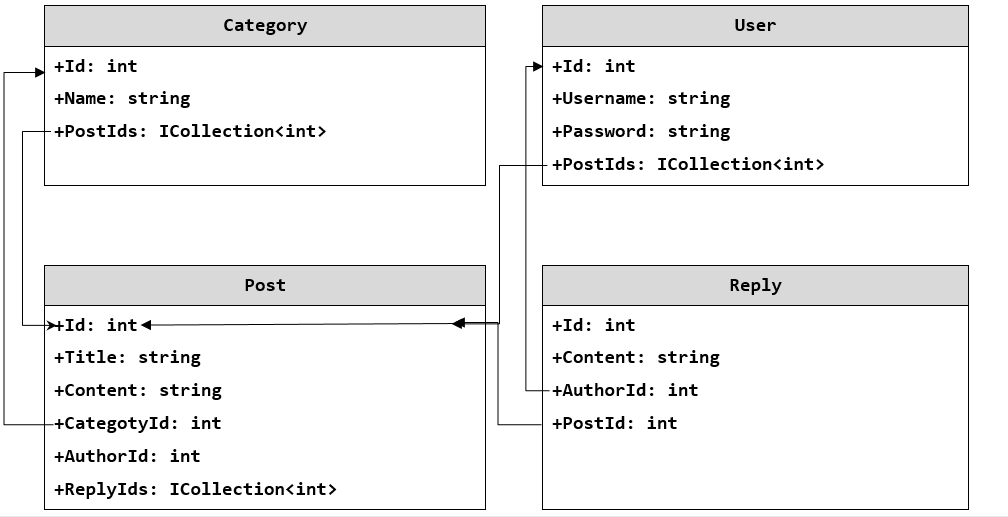 Category
+Id: int
+Name: string
+PostIds: ICollection<int>
User
+Id: int
+Username: string
+Password: string
+PostIds: ICollection<int>
Post
+Id: int
+Title: string
+Content: string
+CategotyId: int
+AuthorId: int
+ReplyIds: ICollection<int>
Reply
+Id: int
+Content: string
+AuthorId: int
+PostId: int